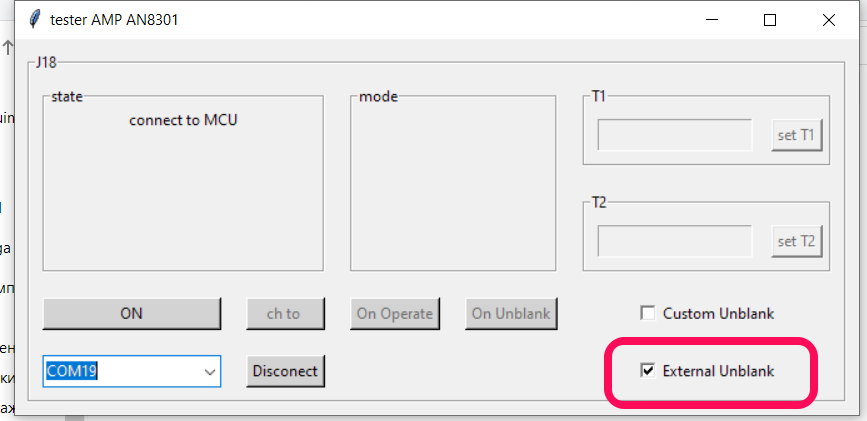 tester AMP AN8301
J18
state
mode
T1
connect to MCU
set T1
T2
set T2
ON
ch to
On Operate
On Unblank
Custom Unblank
COM19
Disconect
External Unblank